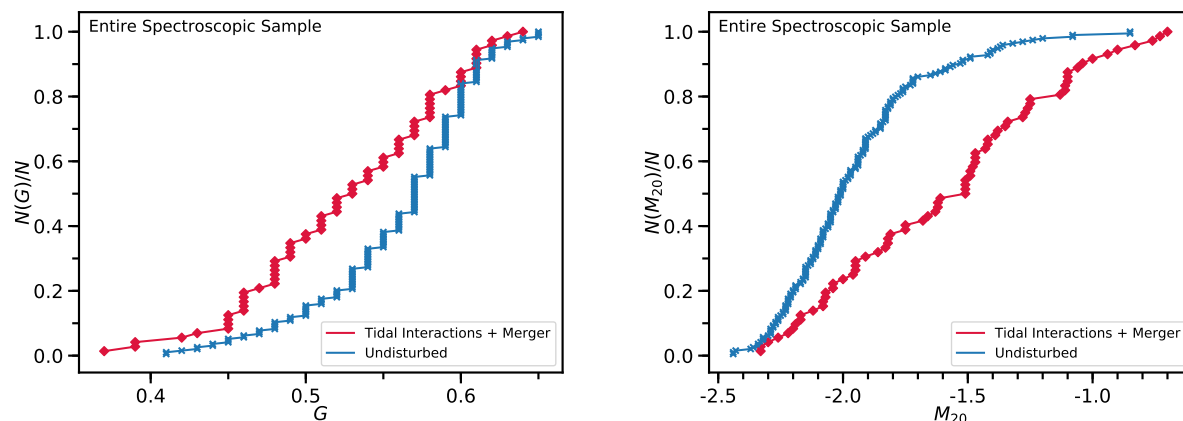 Entire Spectroscopic Sample
N(G)/N
1.0
0.8
0.6
0.4
0.2
0.0
Tidal Interactions + Merger
Undisturbed
0.4 0.5 0.6
G
Entire Spectroscopic Sample
N(M20)/N
1.0
0.8
0.6
0.4
0.2
0.0
Tidal Interactions + Merger
Undisturbed
-2.5 -2.0 -1.5 -1.0
M20